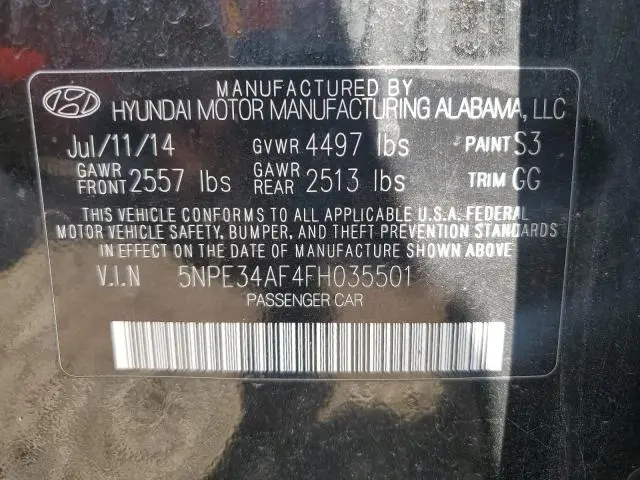 MANUFACTURED BY
HYUNDAI MOTOR MANUFACTURING ALABAMA, LLC
Jul/11/14 GVWR 4497 lbs PAINT S3
GAWR FRONT 2557 lbs GAWR REAR 2513 lbs TRIM GG
THIS VEHICLE CONFORMS TO ALL APPLICABLE U.S.A. FEDERAL
MOTOR VEHICLE SAFETY, BUMPER, AND THEFT PREVENTION STANDARDS
IN EFFECT ON THE DATE OF MANUFACTURE SHOWN ABOVE
V.I.N 5NPE34AF4FH035501
PASSENGER CAR